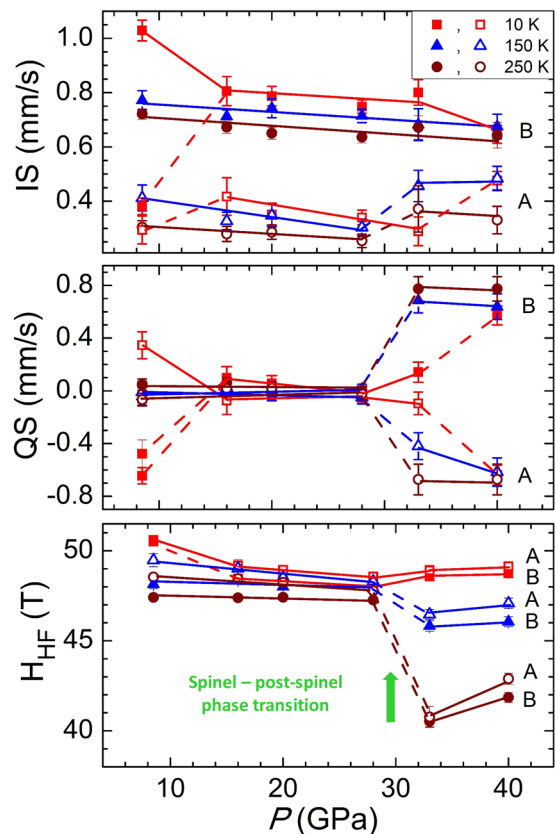 1.0
0.8
0.6
0.4
IS (mm/s)
, 10 K
, 150 K
, 250 K
B
A
0.8
0.4
0.0
-0.4
-0.8
QS (mm/s)
B
A
50
45
40
H_HF (T)
A
B
A
B
A
B
Spinel – post-spinel
phase transition
10 20 30 40
P (GPa)